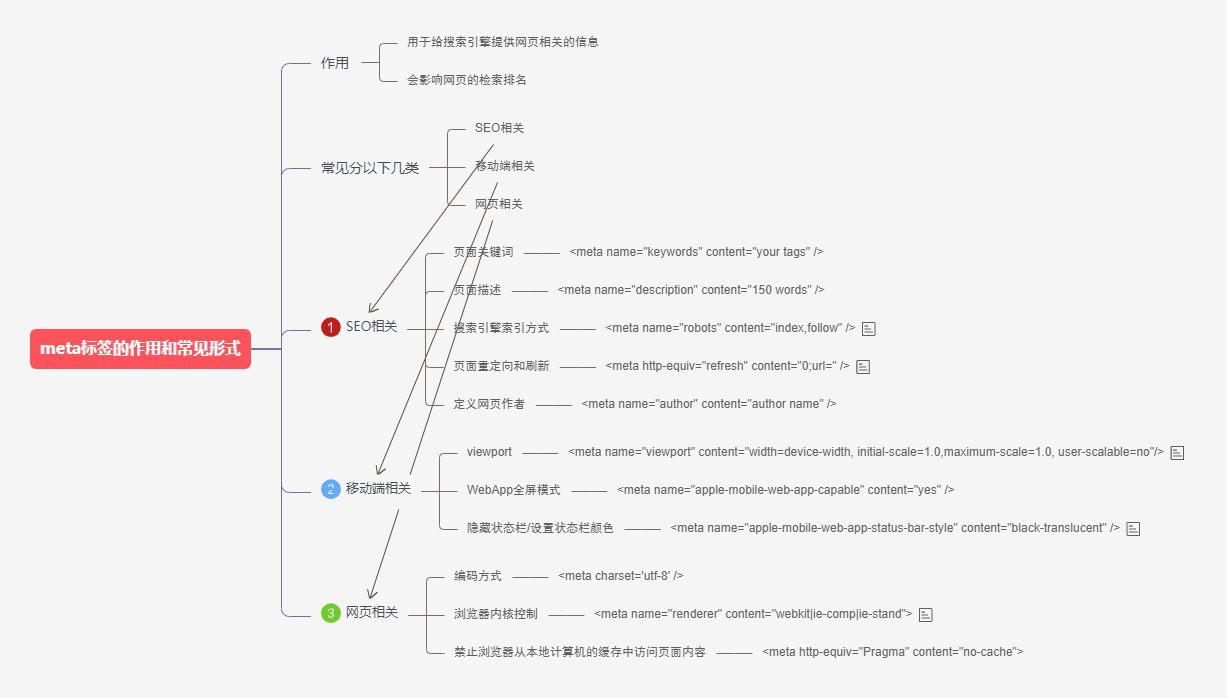 作用
用于给搜索引擎提供网页相关的信息
会影响网页的检索排名
常见分以下几类
SEO相关
移动端相关
网页相关
meta标签的作用和常见形式
1 SEO相关
页面关键词
<meta name="keywords" content="your tags" />
页面描述
<meta name="description" content="150 words" />
搜索引擎索引方式
<meta name="robots" content="index,follow" />
页面重定向和刷新
<meta http-equiv="refresh" content="0;url=" />
定义网页作者
<meta name="author" content="author name" />
2 移动端相关
viewport
<meta name="viewport" content="width=device-width, initial-scale=1.0,maximum-scale=1.0, user-scalable=no"/>
WebApp全屏模式
<meta name="apple-mobile-web-app-capable" content="yes" />
隐藏状态栏/设置状态栏颜色
<meta name="apple-mobile-web-app-status-bar-style" content="black-translucent" />
3 网页相关
编码方式
<meta charset='utf-8' />
浏览器内核控制
<meta name="renderer" content="webkit|ie-comp|ie-stand">
禁止浏览器从本地计算机的缓存中访问页面内容
<meta http-equiv="Pragma" content="no-cache">